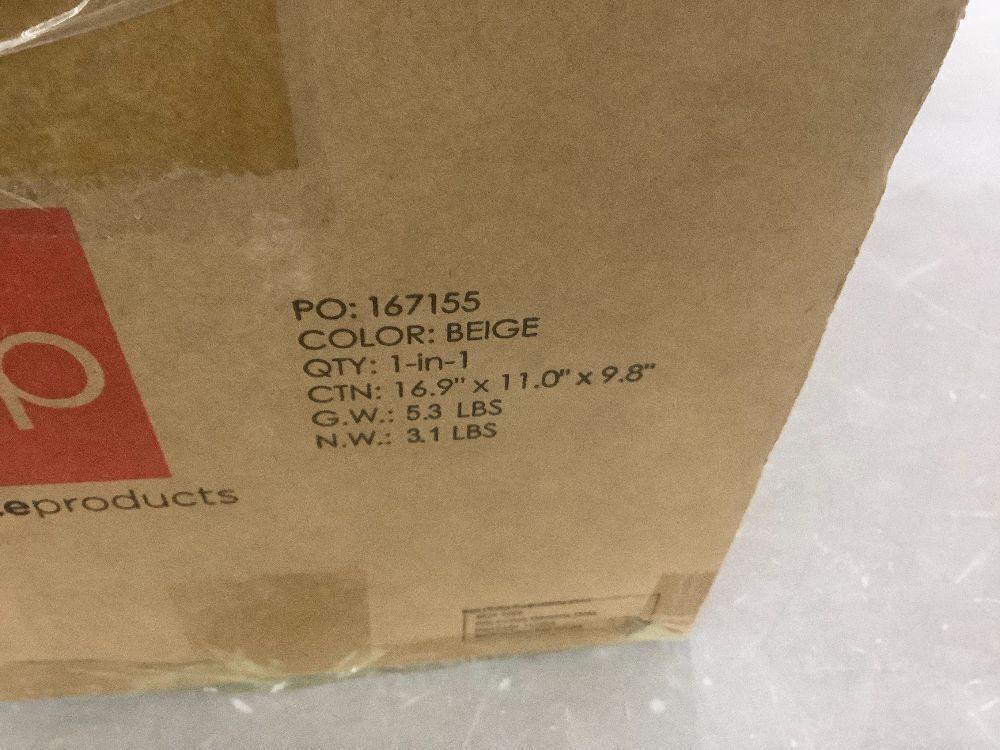 p
.eproducts
PO: 167155
COLOR: BEIGE
QTY: 1-in-1
CTN: 16.9" x 11.0" x 9.8"
G.W.: 5.3 LBS
N.W.: 3.1 LBS